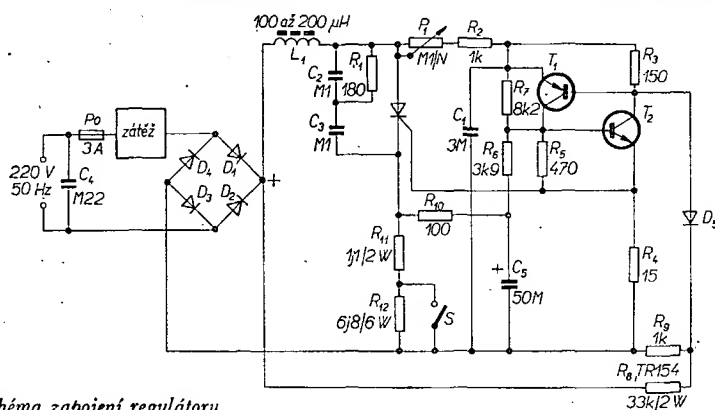 100 až 200 µH
L₁
C₂
M1
R₁
180
C₃
M1
P₁
M1/N
R₂
1k
T₁
R₃
150
T₂
R₇
8k2
C₁
3M
R₆
3k9
R₅
470
Po
3A
zátěž
220 V
50 Hz
C₄
M22
D₄
D₁
D₃
D₂
+
R₁₀
100
R₁₁
1j1/2 W
R₁₂
6j8/6 W
S
+
C₅
50M
R₄
15
R₉
1k
R₈, TR154
33k/2 W
zapojení regulátoru